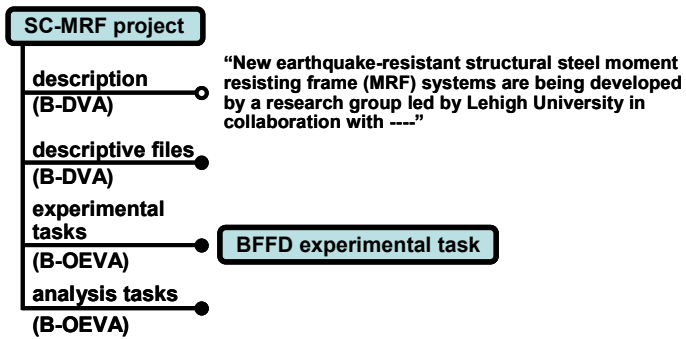 SC-MRF project
description
(B-DVA)
“New earthquake-resistant structural steel moment
resisting frame (MRF) systems are being developed
by a research group led by Lehigh University in
collaboration with ----”
descriptive files
(B-DVA)
experimental
tasks
(B-OEVA)
BFFD experimental task
analysis tasks
(B-OEVA)